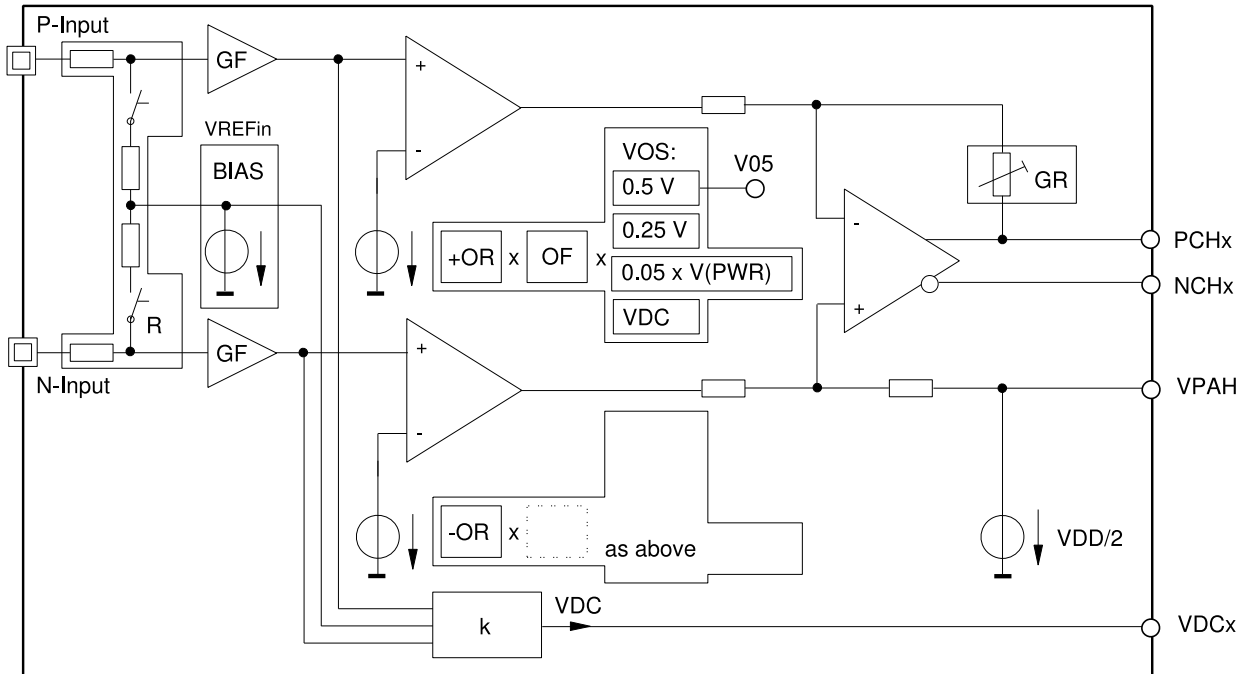 P-Input
GF
+
-
VREFin
BIAS
VOS:
V05
0.5 V
0.25 V
+OR x OF x 0.05 x V(PWR)
VDC
GR
-
+
PCHx
NCHx
R
GF
N-Input
+
-
VPAH
-OR x
as above
VDD/2
k
VDC
VDCx